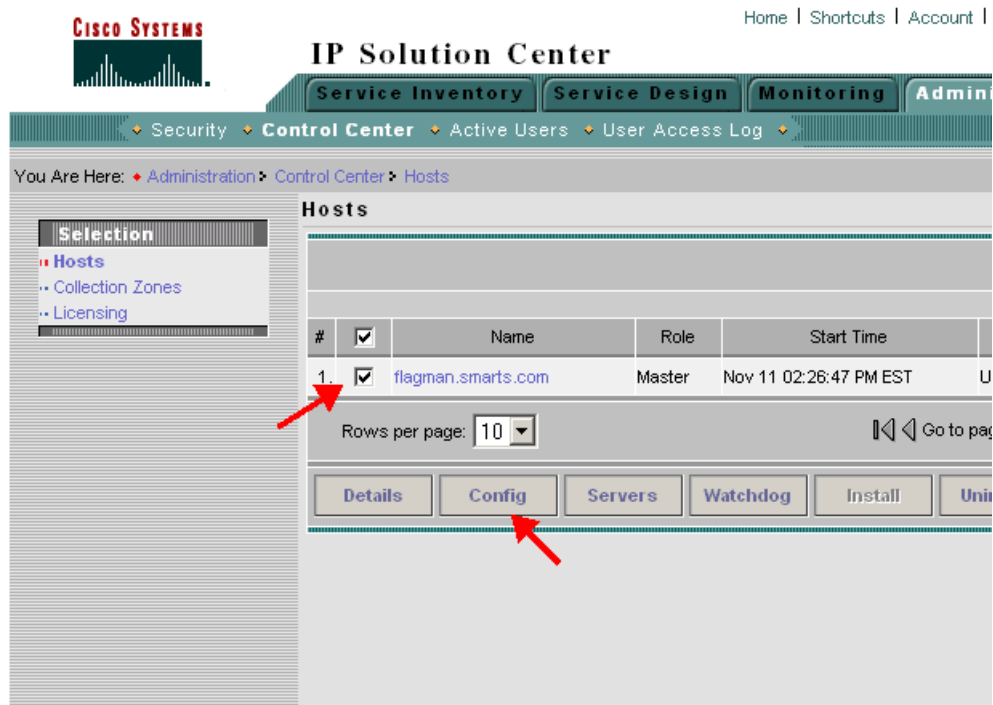 Home | Shortcuts | Account |
CISCO SYSTEMS
IP Solution Center
Service Inventory Service Design Monitoring
Security Control Center Active Users User Access Log
You Are Here: Administration Control Center Hosts
Hosts
Selection
Hosts
Collection Zones
Licensing
# Name Role Start Time
1. flagman.smarts.com Master Nov 11 02:26:47 PM EST
Rows per page: 10 Go to
Details Config Servers Watchdog Install